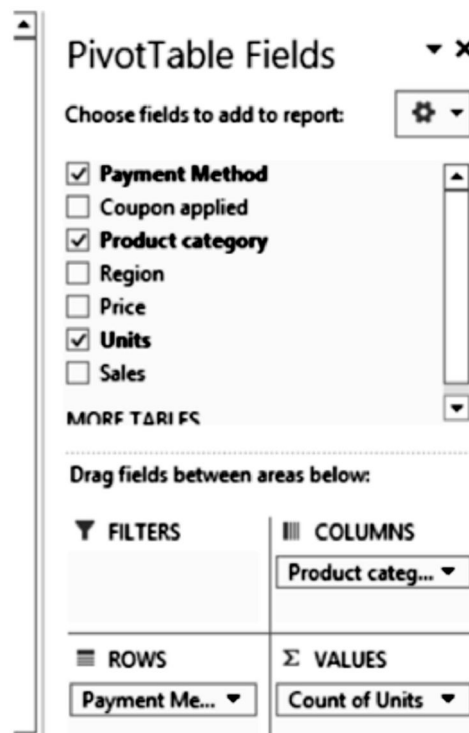 PivotTable Fields
Choose fields to add to report:
Payment Method
Coupon applied
Product category
Region
Price
Units
Sales
MORE TABLES
Drag fields between areas below:
FILTERS
COLUMNS
Product categ...
ROWS
Σ VALUES
Payment Me...
Count of Units